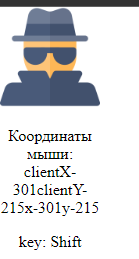 Координаты
мыши:
clientX-
301clientY-
215x-301y-215
key: Shift